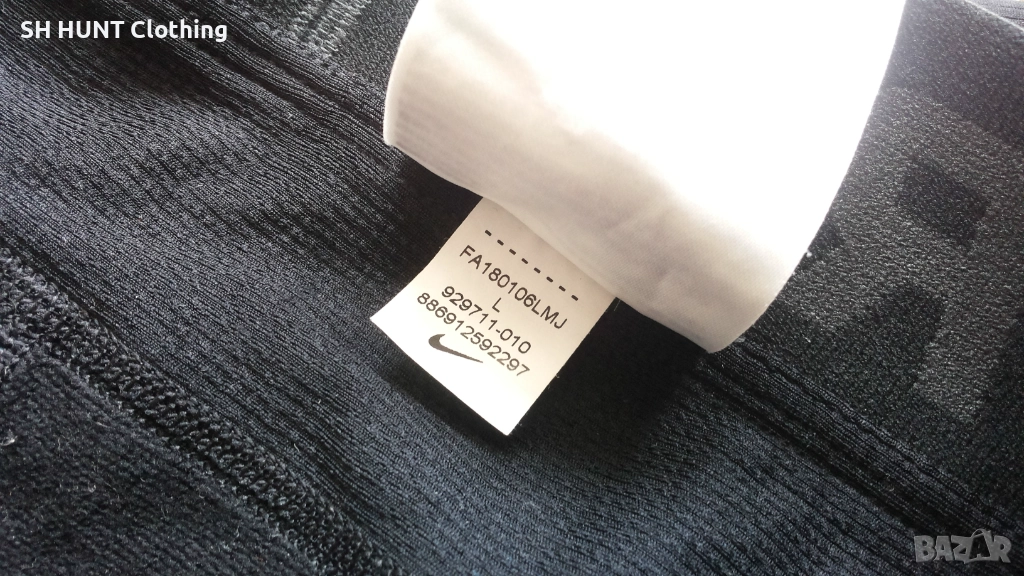 SH HUNT Clothing
FA180106LMJ
L
929711-010
886912592297
BAZAR